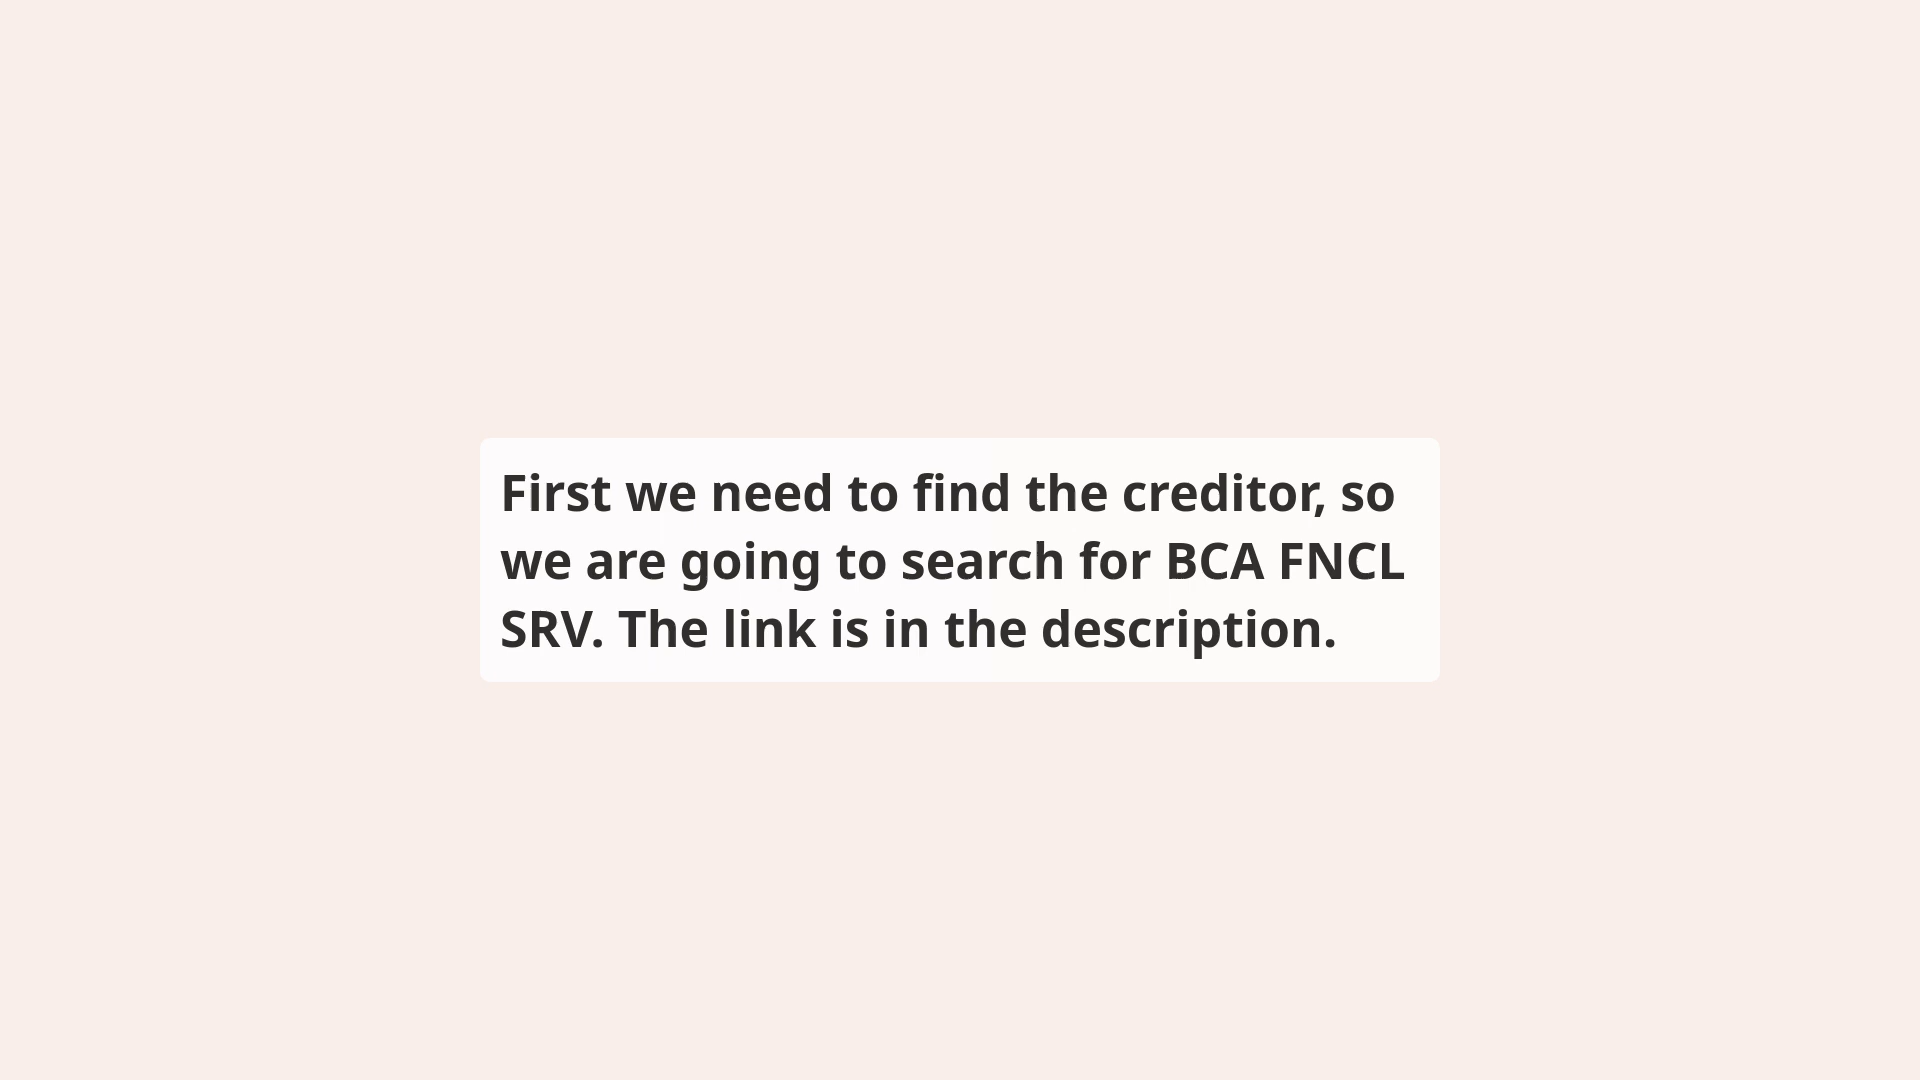 First we need to find the creditor, so
we are going to search for BCA FNCL
SRV. The link is in the description.